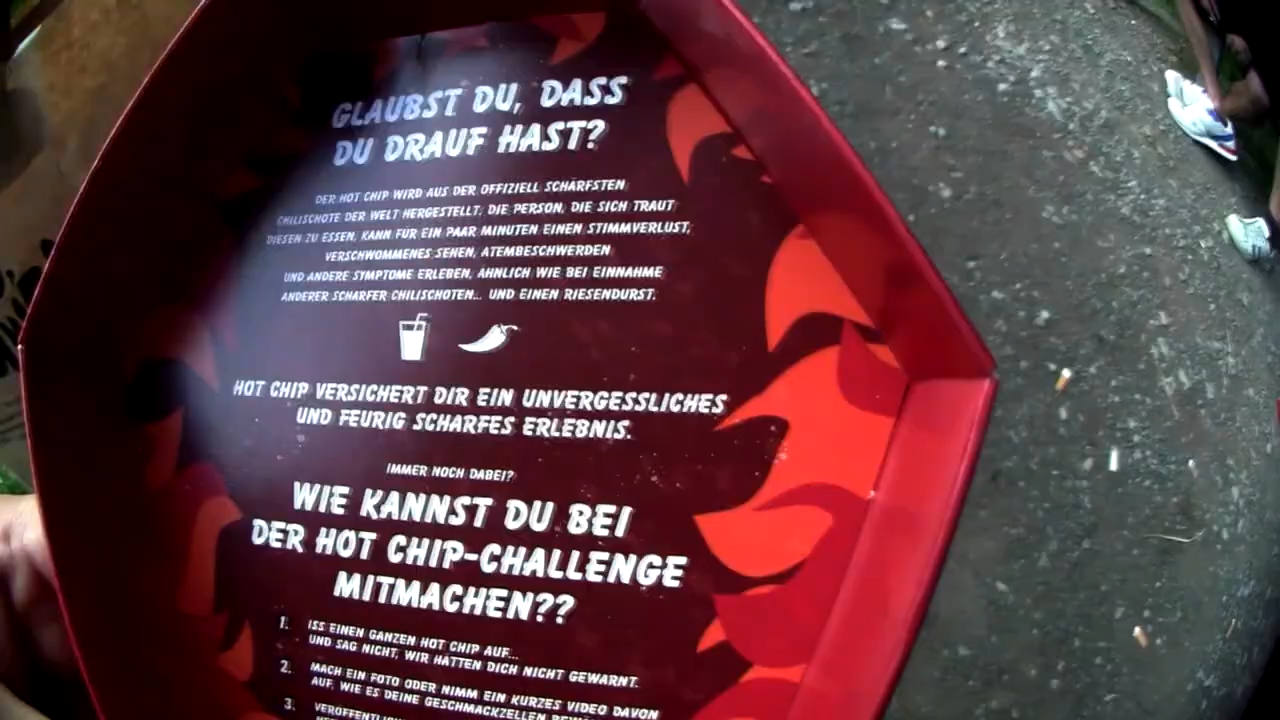 GLAUBST DU, DASS
DU DRAUF HAST?
DER HOT CHIP WIRD AUS DER OFFIZIELL SCHÄRFSTEN
CHILISCHOTE DER WELT HERGESTELLT, DIE PERSON, DIE SICH TRAUT
DIESEN ZU ESSEN, KANN FÜR EIN PAAR MINUTEN EINEN STIMMVERLUST,
VERSCHWOMMENES SEHEN, ATEMBESCHWERDEN
UND ANDERE SYMPTOME ERLEBEN, ÄHNLICH WIE BEI EINNAHME
ANDERER SCHARFER CHILISCHOTEN... UND EINEN RIESENDURST.
HOT CHIP VERSICHERT DIR EIN UNVERGESSLICHES
UND FEURIG SCHARFES ERLEBNIS.
IMMER NOCH DABEI?
WIE KANNST DU BEI
DER HOT CHIP-CHALLENGE
MITMACHEN??
1. ISS EINEN GANZEN HOT CHIP AUF...
UND SAG NICHT, WIR HÄTTEN DICH NICHT GEWARNT.
2. MACH EIN FOTO ODER NIMM EIN KURZES VIDEO DAVON
AUF, WIE ES DEINE GESCHMACKZELLEN
3.